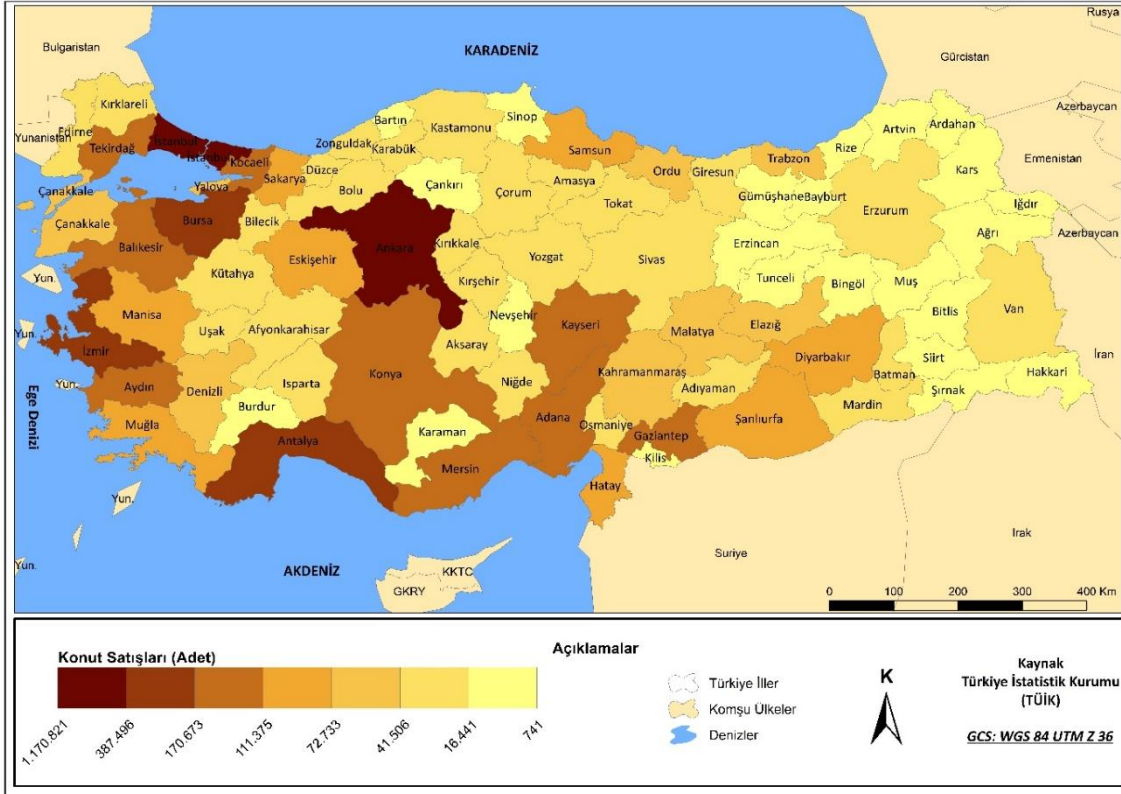 Rusya
Bulgaristan
KARADENİZ
Gürcistan
Kırklareli
Bartın
Sinop
Artvin
Ardahan
Azerbaycan
Yunanistan
Edirne
Tekirdağ
İstanbul
İstanbul
Kocaeli
Zonguldak
Karabük
Kastamonu
Samsun
Ordu
Giresun
Trabzon
Rize
Kars
Ermenistan
Çanakkale
Yalova
Sakarya
Düzce
Bolu
Çankırı
Çorum
Amasya
Tokat
Gümüşhane
Bayburt
Erzurum
Iğdır
Azerbaycan
Çanakkale
Bursa
Bilecik
Ankara
Kırıkkale
Ağrı
Balıkesir
Eskişehir
Yozgat
Sivas
Erzincan
Yun.
Kütahya
Kırşehir
Tunceli
Bingöl
Muş
Manisa
Uşak
Afyonkarahisar
Nevşehir
Kayseri
Malatya
Elazığ
Bitlis
Van
Yun.
İzmir
Aksaray
Diyarbakır
Siirt
İran
Ege Denizi
Yun.
Aydın
Denizli
Isparta
Konya
Niğde
Kahramanmaraş
Adıyaman
Batman
Şırnak
Hakkari
Muğla
Burdur
Karaman
Adana
Osmaniye
Gaziantep
Şanlıurfa
Mardin
Antalya
Mersin
Kilis
Yun.
Hatay
Irak
Suriye
Yun.
AKDENİZ
KKTC
GKRY
0 100 200 300 400 Km
Konut Satışları (Adet)
1.170.821
387.496
170.673
111.375
72.733
41.506
16.441
741
Açıklamalar
Türkiye İller
Komşu Ülkeler
Denizler
K
Kaynak
Türkiye İstatistik Kurumu
(TÜİK)
GCS: WGS 84 UTM Z 36